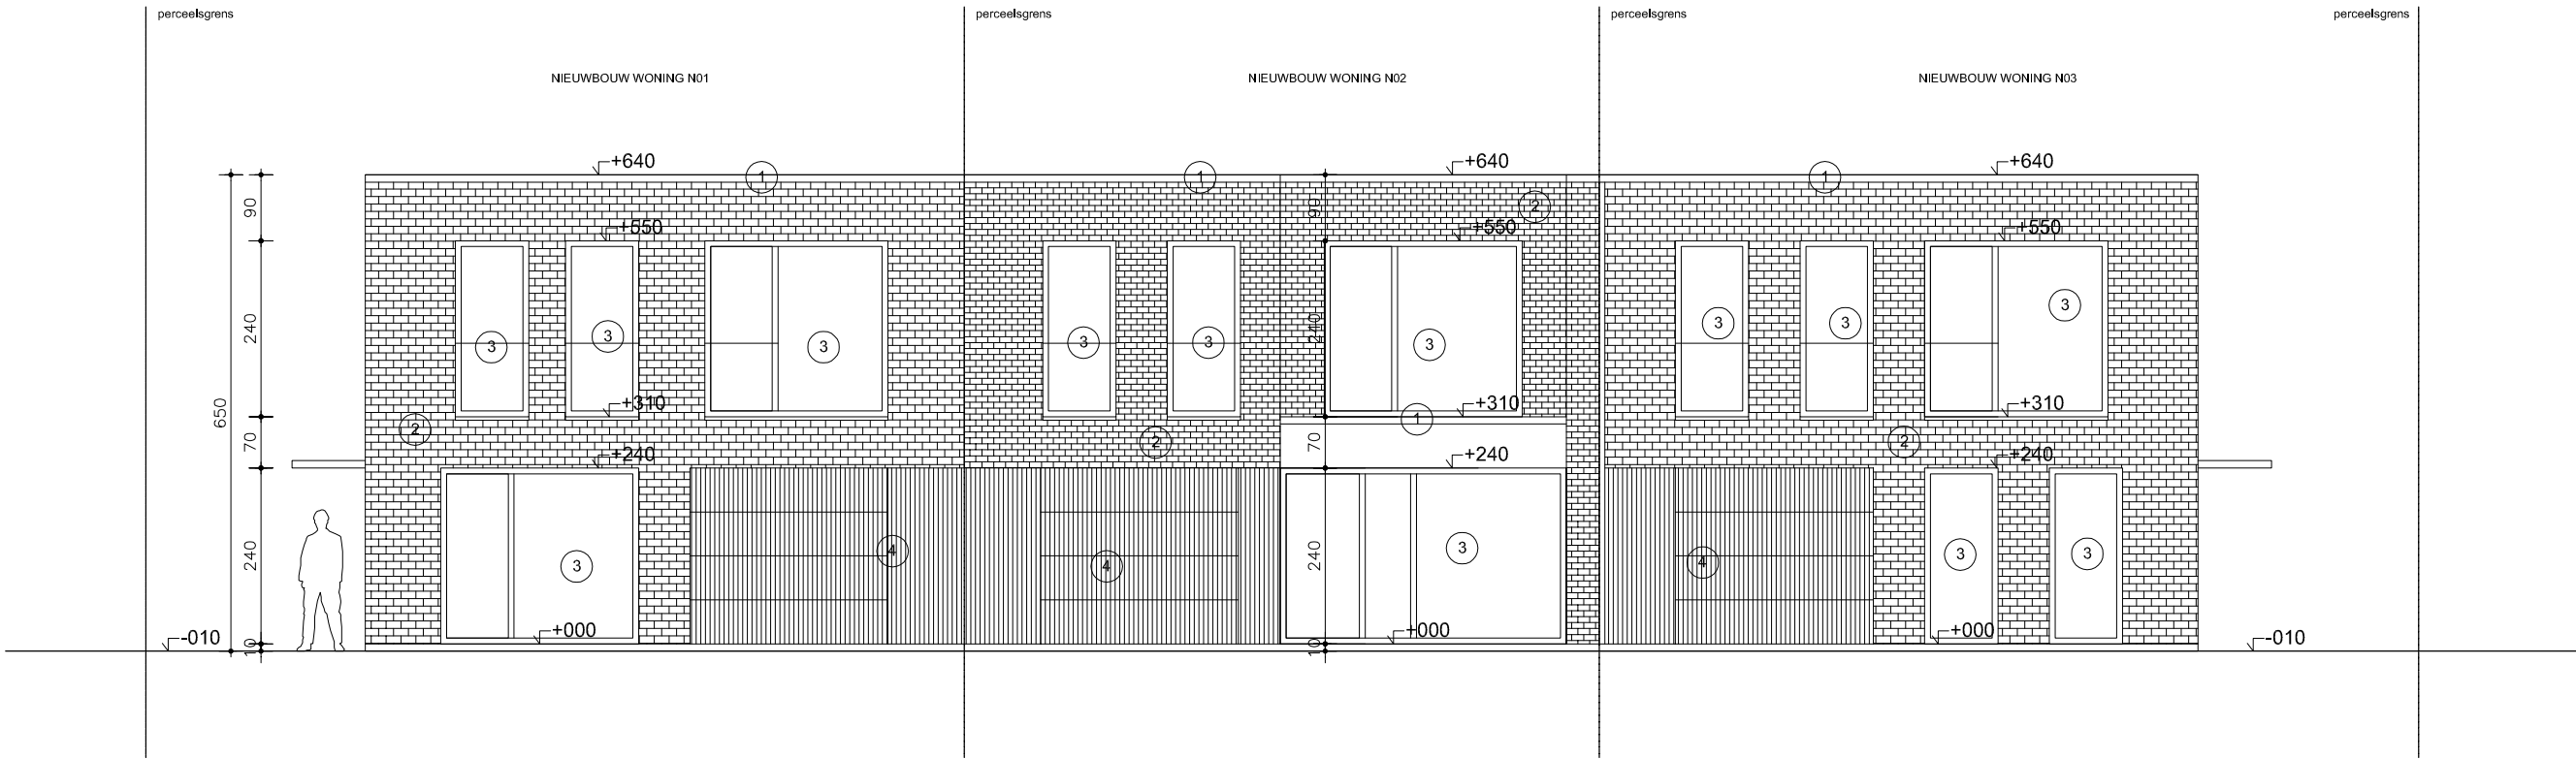 perceelsgrens perceelsgrens perceelsgrens perceelsgrens
NIEUWBOUW WONING N01 NIEUWBOUW WONING N02 NIEUWBOUW WONING N03
+640 1 1 +640 1 +640
90 90 2
+550 +550 +550
3
240 3 3 3 3 3 3 240 3 3
650
+310 +310 +310
2 1
70 2 70 2
+240 +240 +240
240 3 4 4 240 3 4 3 3
-010 +000 +000 +000 -010
10 10